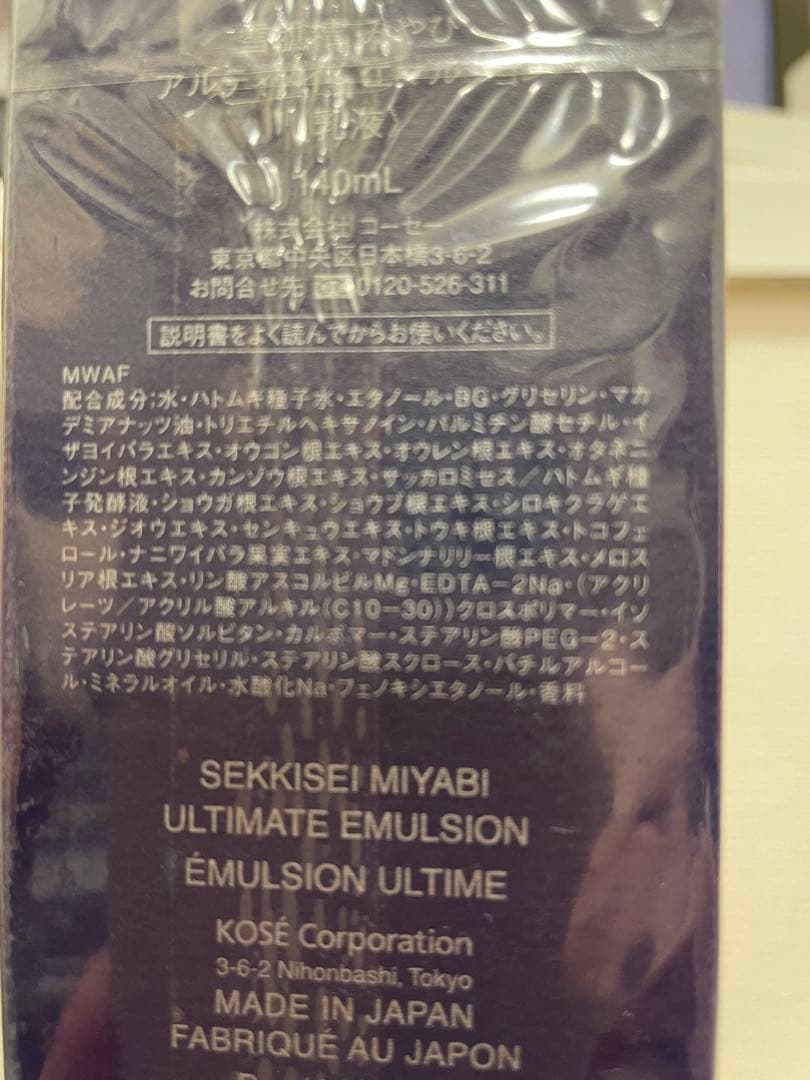 みやび
アルティメイト エマルジョン
乳液
140mL
株式会社 コーセー
東京都中央区日本橋3-6-2
お問合せ先 0120-526-311
説明書をよく読んでからお使いください。
MWAF
配合成分:水・ハトムギ種子水・エタノール・BG・グリセリン・マカ
デミアナッツ油・トリエチルヘキサノイン・パルミチン酸セチル・イ
ザヨイバラエキス・オウゴン根エキス・オウレン根エキス・オタネニ
ンジン根エキス・カンゾウ根エキス・サッカロミセス/ハトムギ種
子発酵液・ショウガ根エキス・ショウブ根エキス・シロキクラゲエ
キス・ジオウエキス・センキュウエキス・トウキ根エキス・トコフェ
ロール・ナニワイバラ果実エキス・マドンナリリー根エキス・メロス
リア根エキス・リン酸アスコルビルMg・EDTA-2Na・(アクリ
レーツ/アクリル酸アルキル(C10-30))クロスポリマー・イソ
ステアリン酸ソルビタン・カルボマー・ステアリン酸PEG-2・ス
テアリン酸グリセリル・ステアリン酸スクロース・バチルアルコー
ル・ミネラルオイル・水酸化Na・フェノキシエタノール・香料
SEKKISEI MIYABI
ULTIMATE EMULSION
ÉMULSION ULTIME
KOSÉ Corporation
3-6-2 Nihonbashi, Tokyo
MADE IN JAPAN
FABRIQUÉ AU JAPON